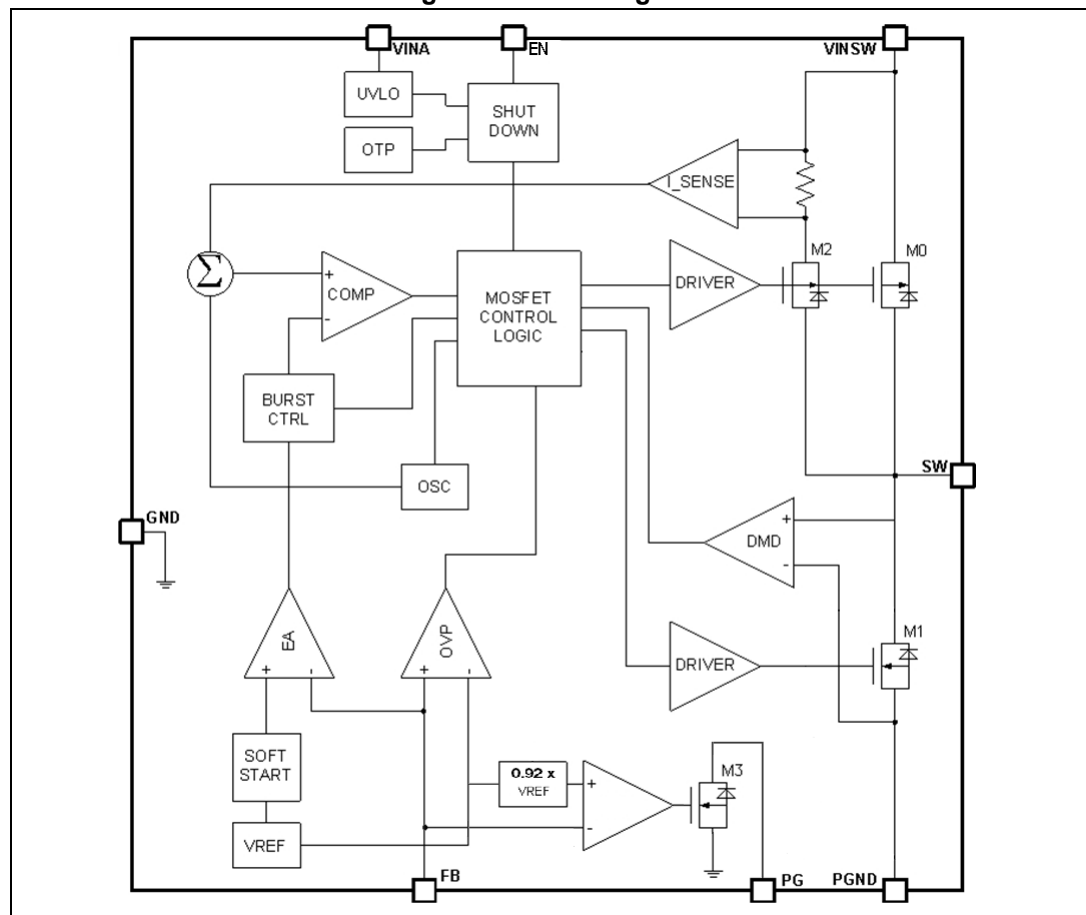 VINA
EN
VINSW
UVLO
SHUT
DOWN
OTP
I_SENSE
M2
M0
Σ
+
COMP
-
MOSFET
CONTROL
LOGIC
DRIVER
BURST
CTRL
SW
OSC
GND
+
DMD
-
EA
+
-
OVP
+
-
M1
DRIVER
SOFT
START
0.92 x
VREF
+
-
M3
VREF
FB
PG
PGND